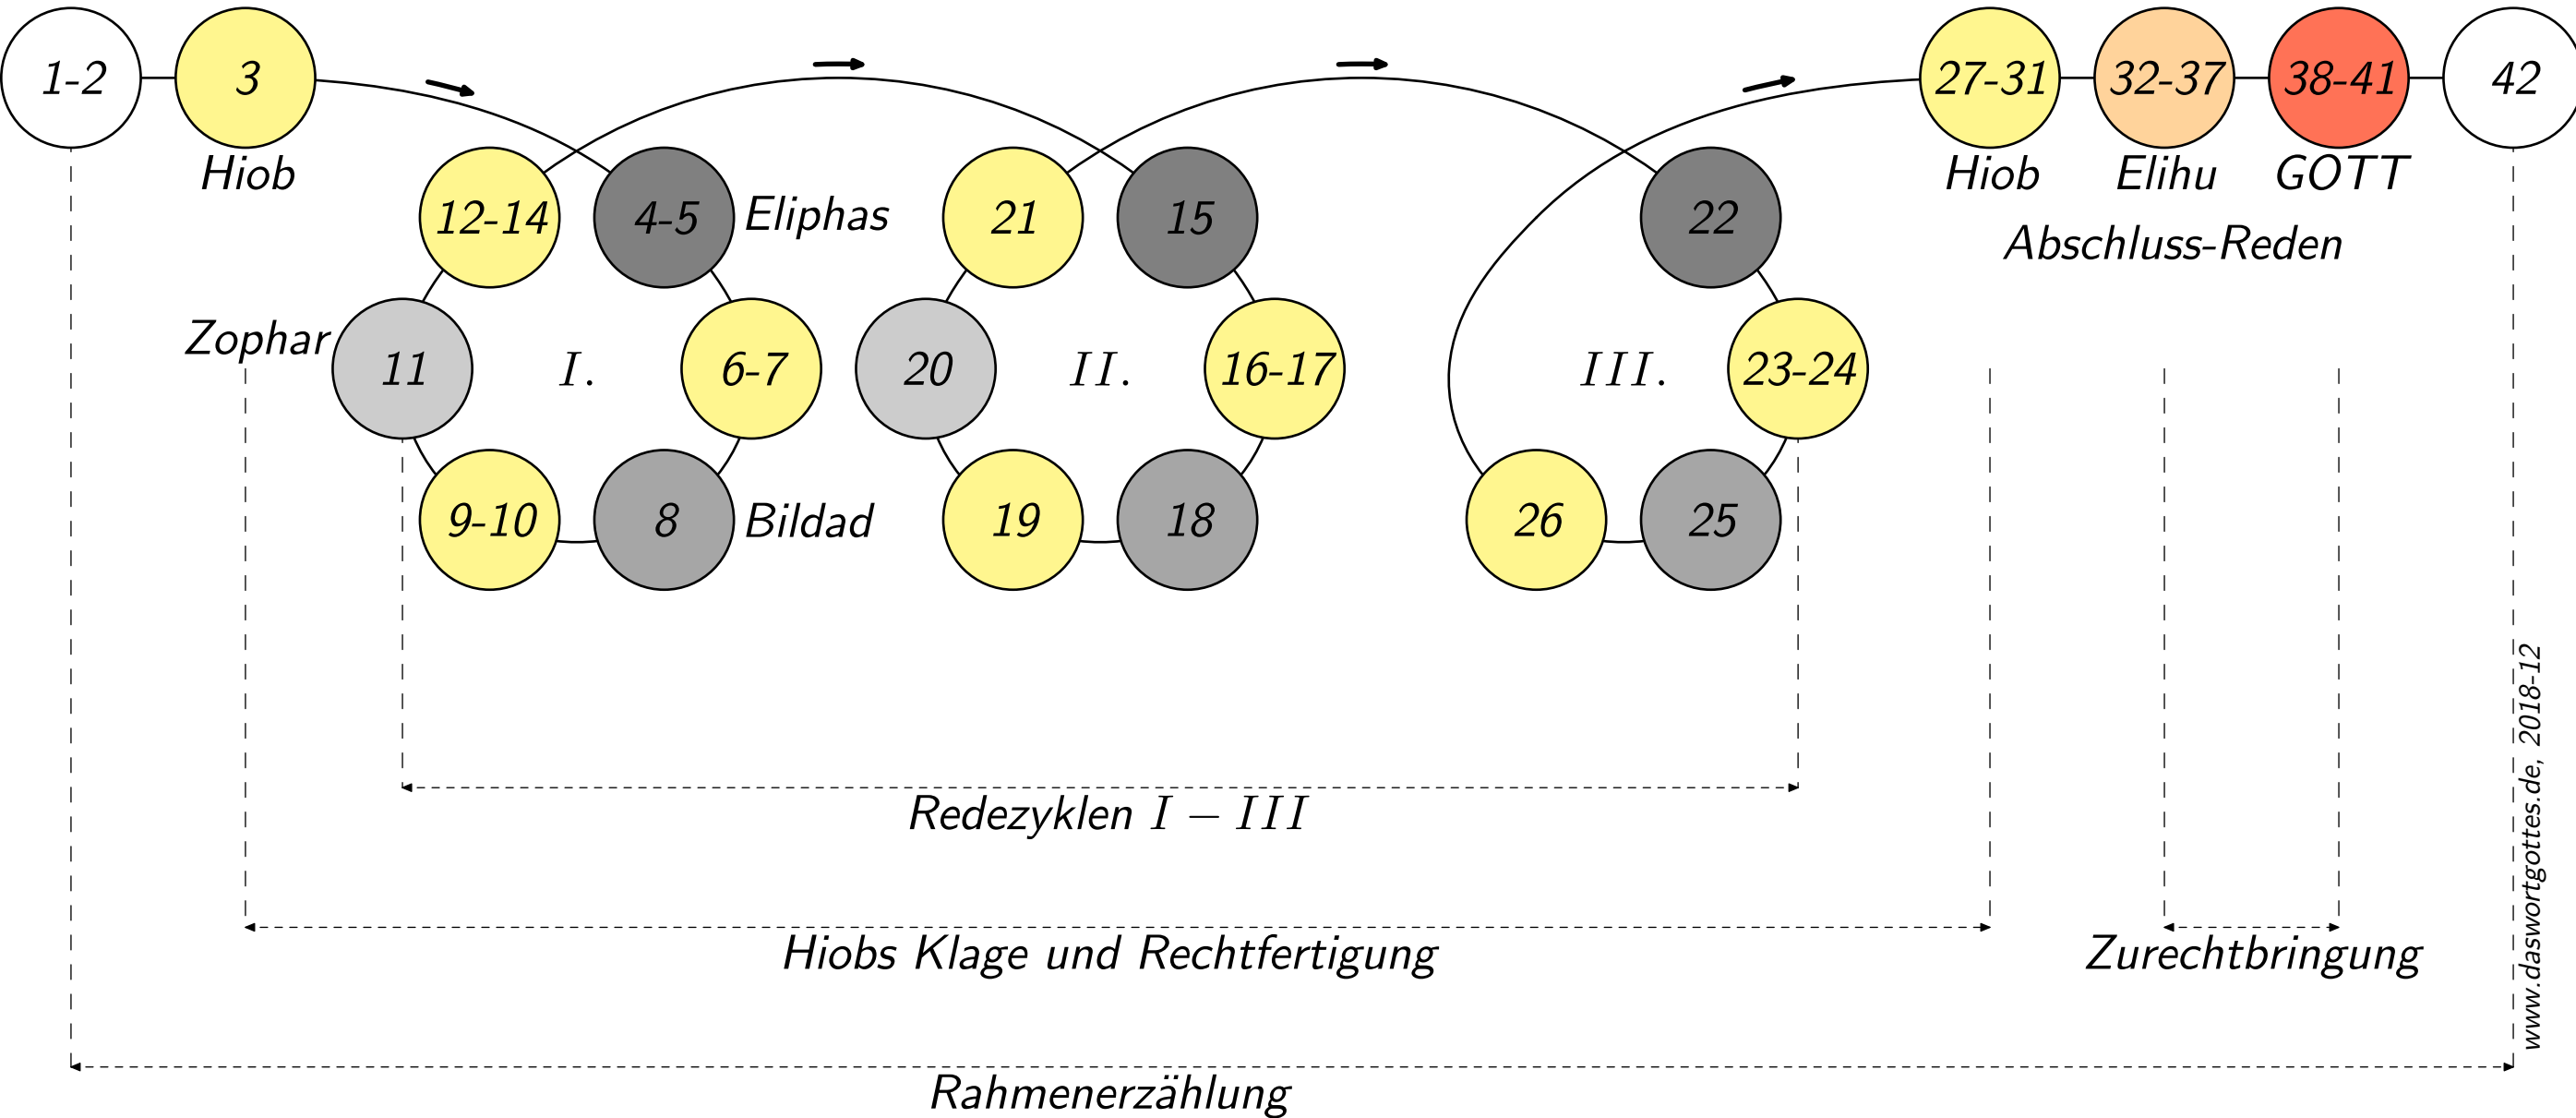 1-2
3
27-31
32-37
38-41
42
Hiob
Hiob
Elihu
GOTT
Abschluss-Reden
12-14
4-5
Eliphas
21
15
22
Zophar
11
I.
6-7
20
II.
16-17
III.
23-24
9-10
8
Bildad
19
18
26
25
Redezyklen I – III
Hiobs Klage und Rechtfertigung
Zurechtbringung
Rahmenerzählung
www.daswortgottes.de, 2018-12